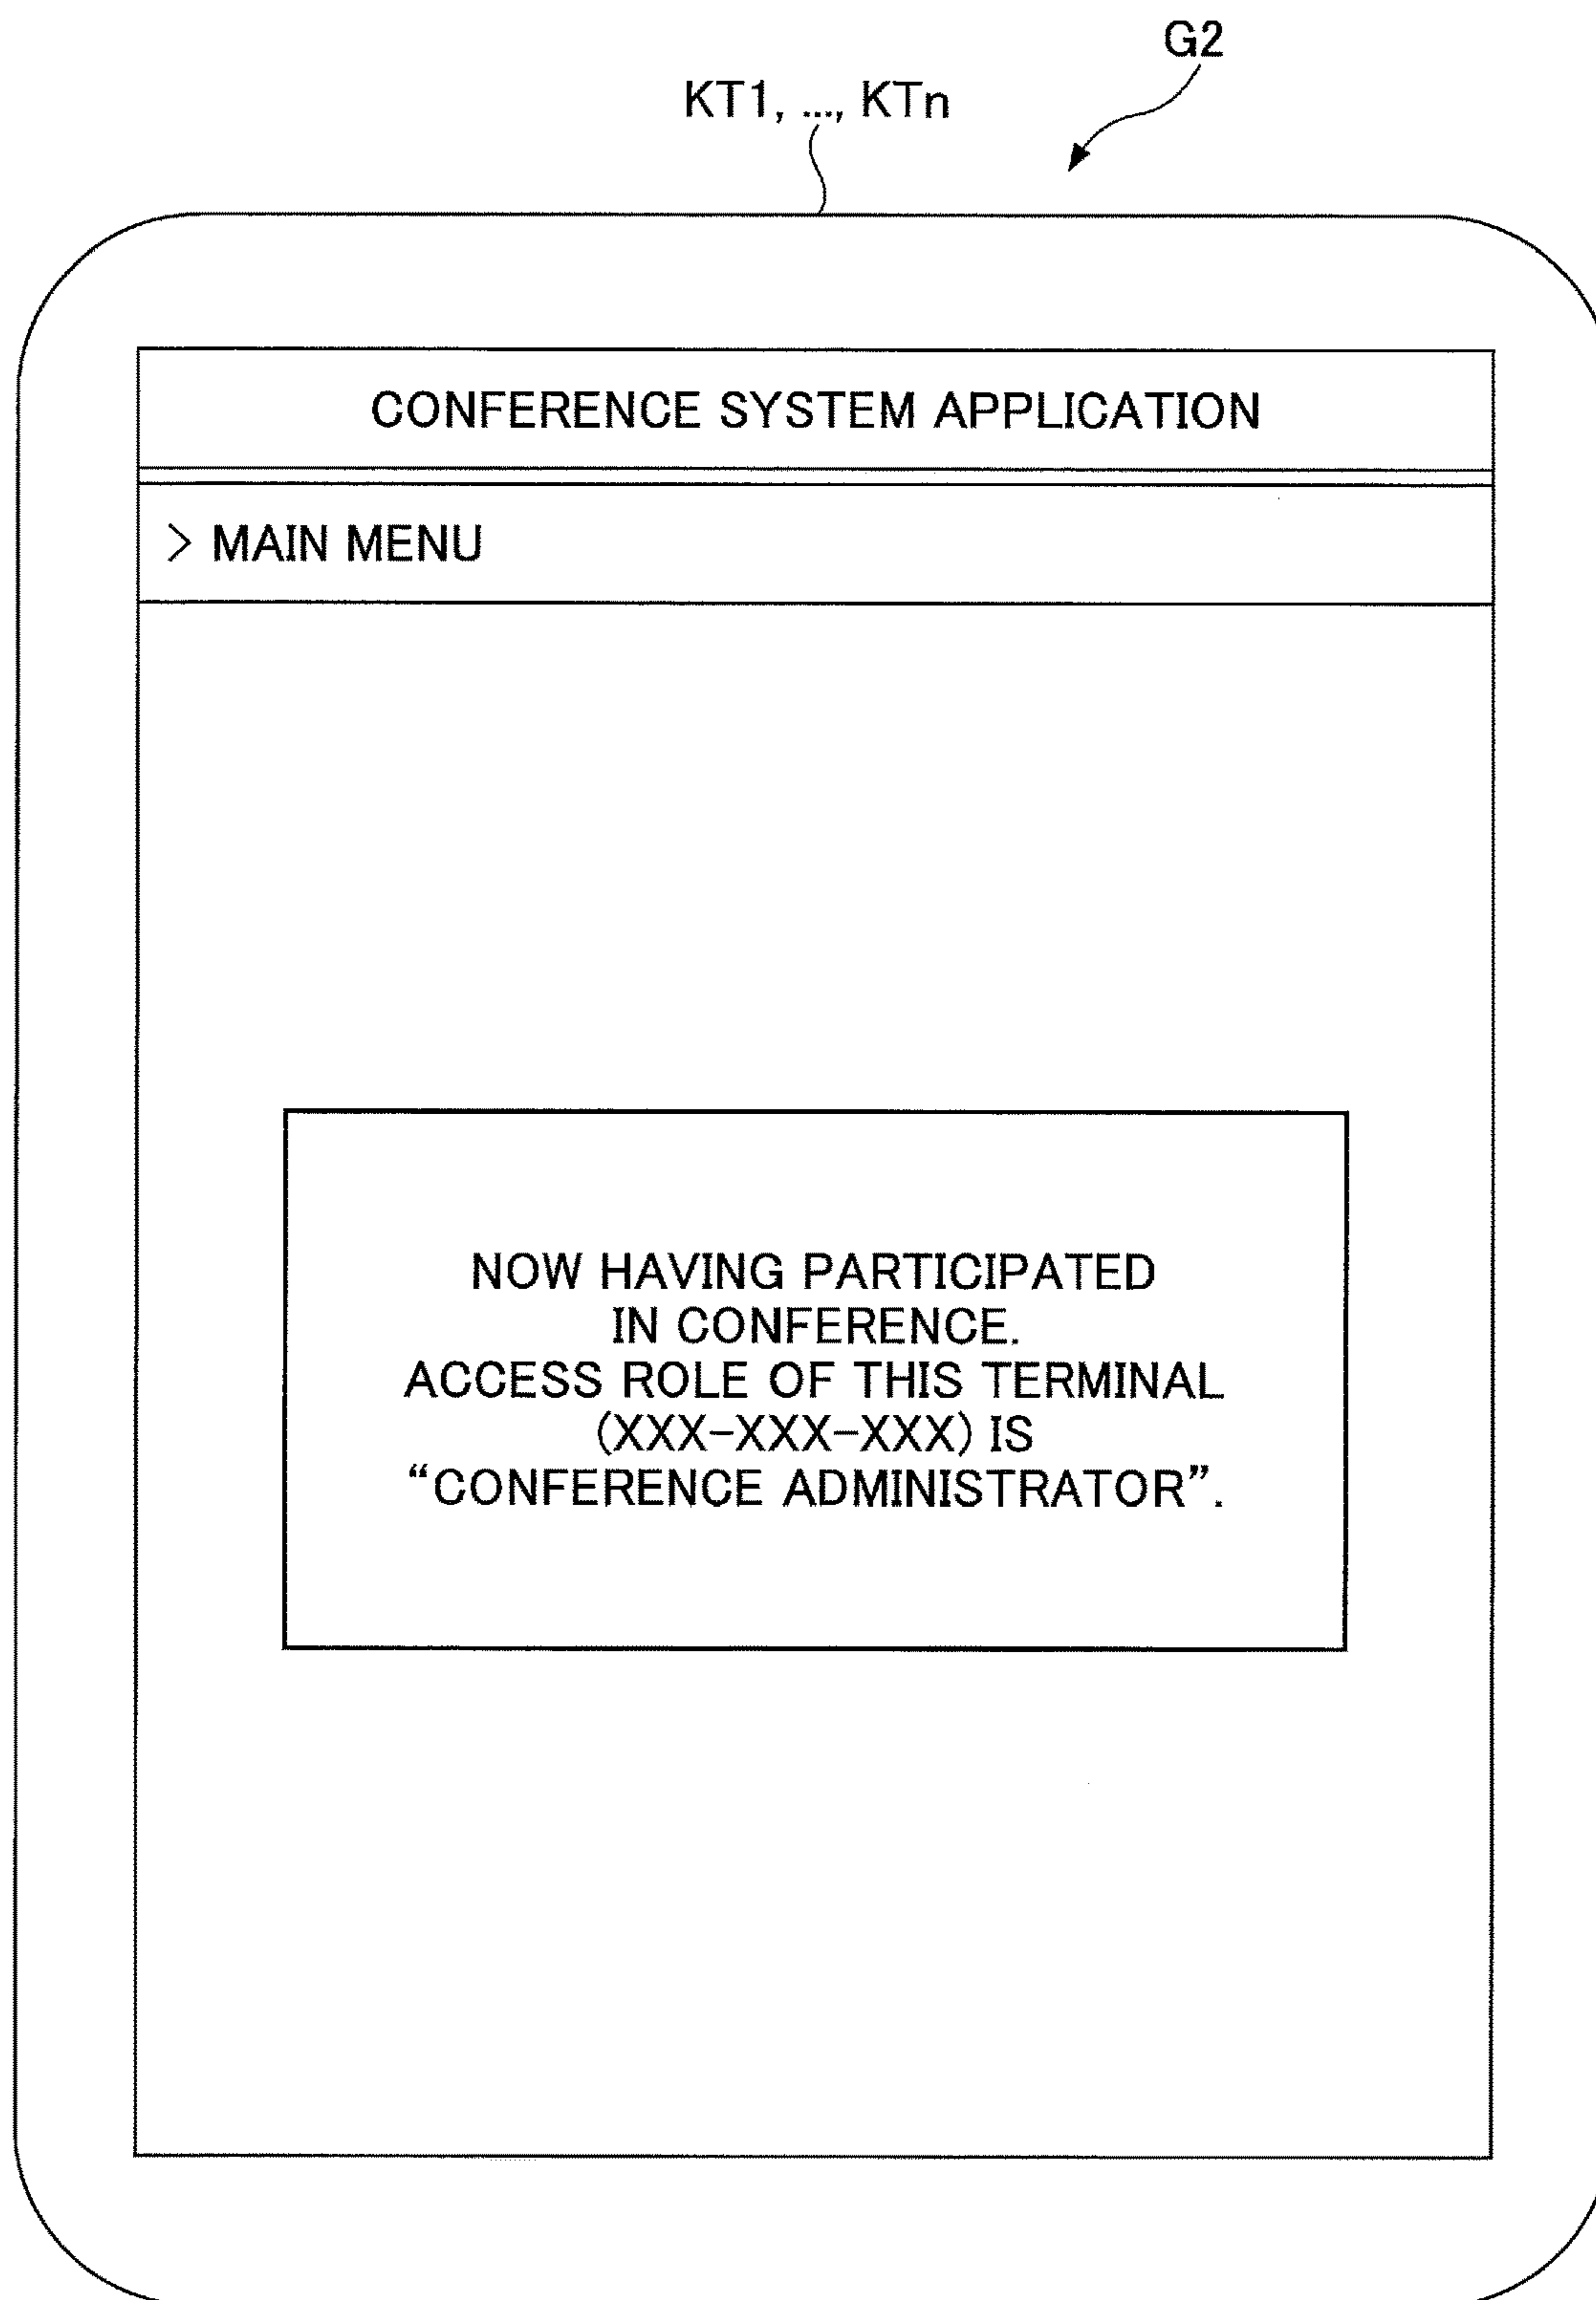 G2
KT1, ..., KTn
CONFERENCE SYSTEM APPLICATION
> MAIN MENU
NOW HAVING PARTICIPATED
IN CONFERENCE.
ACCESS ROLE OF THIS TERMINAL
(XXX-XXX-XXX) IS
“CONFERENCE ADMINISTRATOR”.